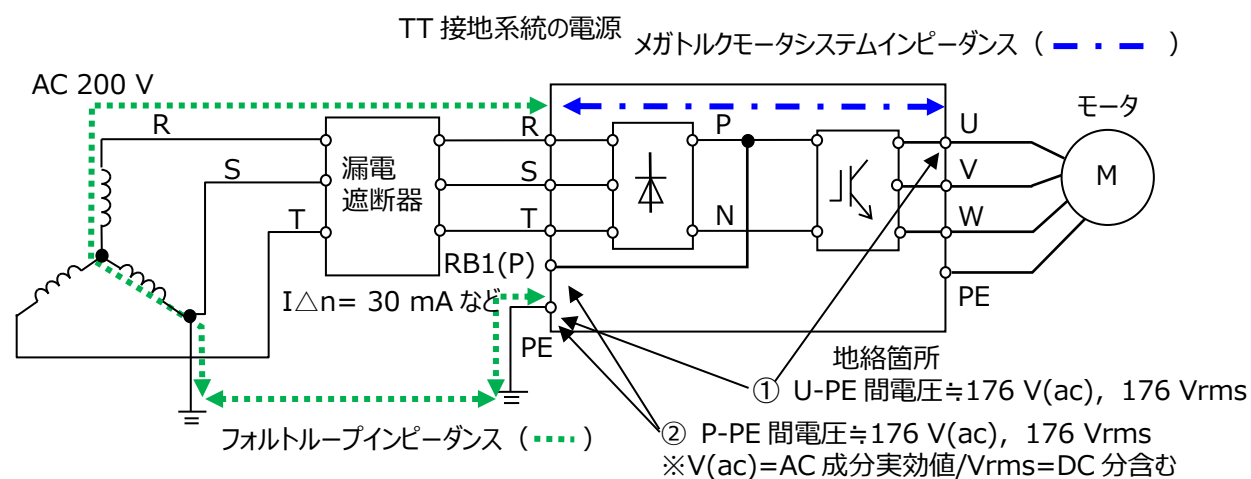 TT 接地系統の電源
メガトルクモータシステムインピーダンス（ ）
AC 200 V
モータ
R
R
P
U
S
漏電
遮断器
S
V
M
T
T
N
W
RB1(P)
I△n= 30 mA など
PE
PE
地絡箇所
① U-PE 間電圧≒176 V(ac), 176 Vrms
② P-PE 間電圧≒176 V(ac), 176 Vrms
フォルトループインピーダンス（ ）
※V(ac)=AC 成分実効値/Vrms=DC 分含む